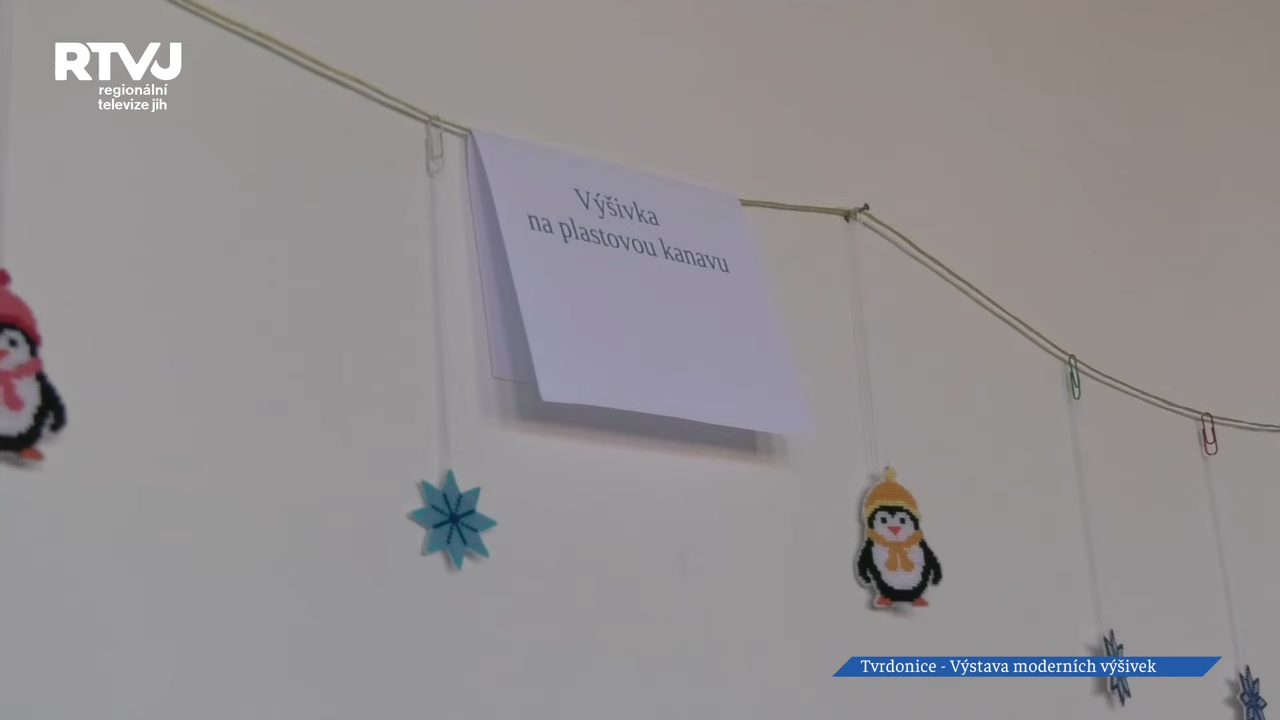 RTVJ
regionální
televize jih
Výšivka
na plastovou kanavu
Tvrdonice - Výstava moderních výšivek